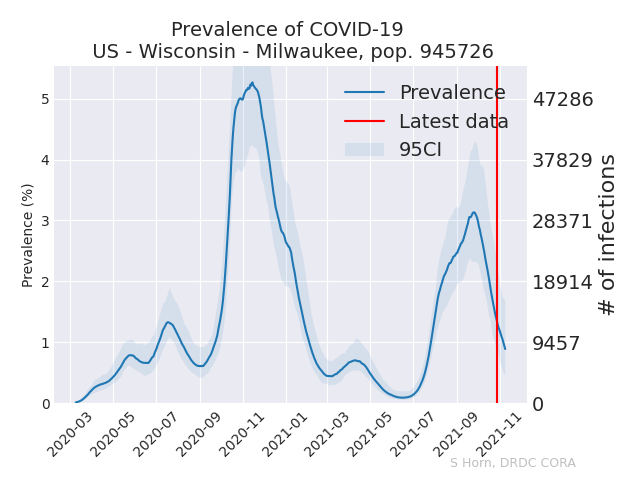 Prevalence of COVID-19
US - Wisconsin - Milwaukee, pop. 945726
Prevalence
Latest data
95CI
Prevalence (%)
5
4
3
2
1
0
47286
37829
28371
18914
9457
0
# of infections
2020-03
2020-05
2020-07
2020-09
2020-11
2021-01
2021-03
2021-05
2021-07
2021-09
2021-11
S Horn, DRDC CORA